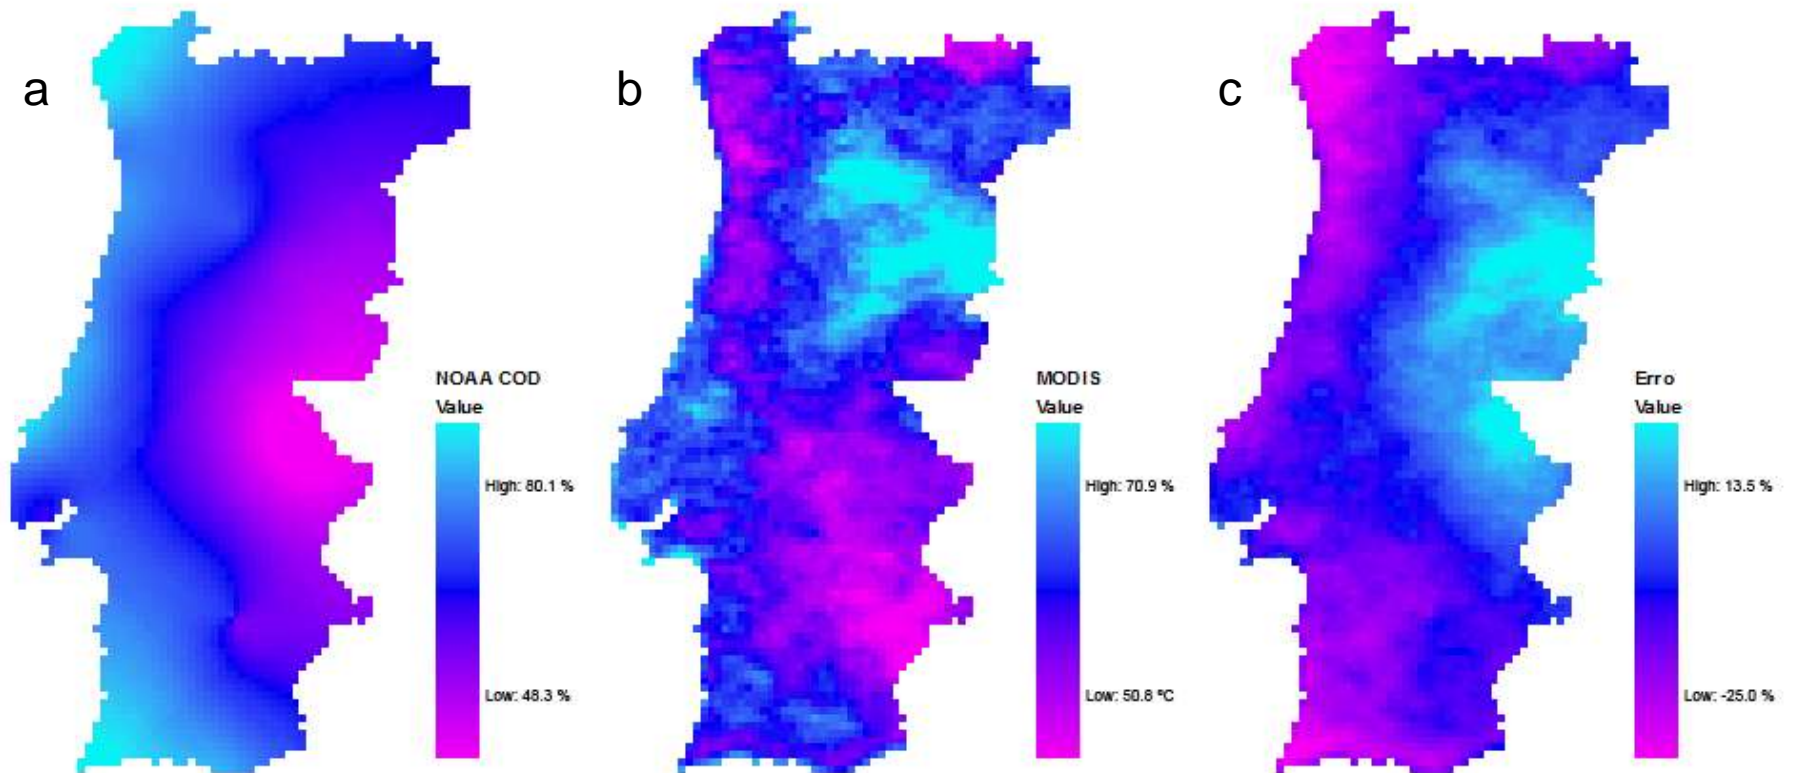 a
NOAA COD
Value
High: 80.1 %
Low: 48.3 %
b
MODIS
Value
High: 70.9 %
Low: 50.8 ºC
c
Erro
Value
High: 13.5 %
Low: -25.0 %